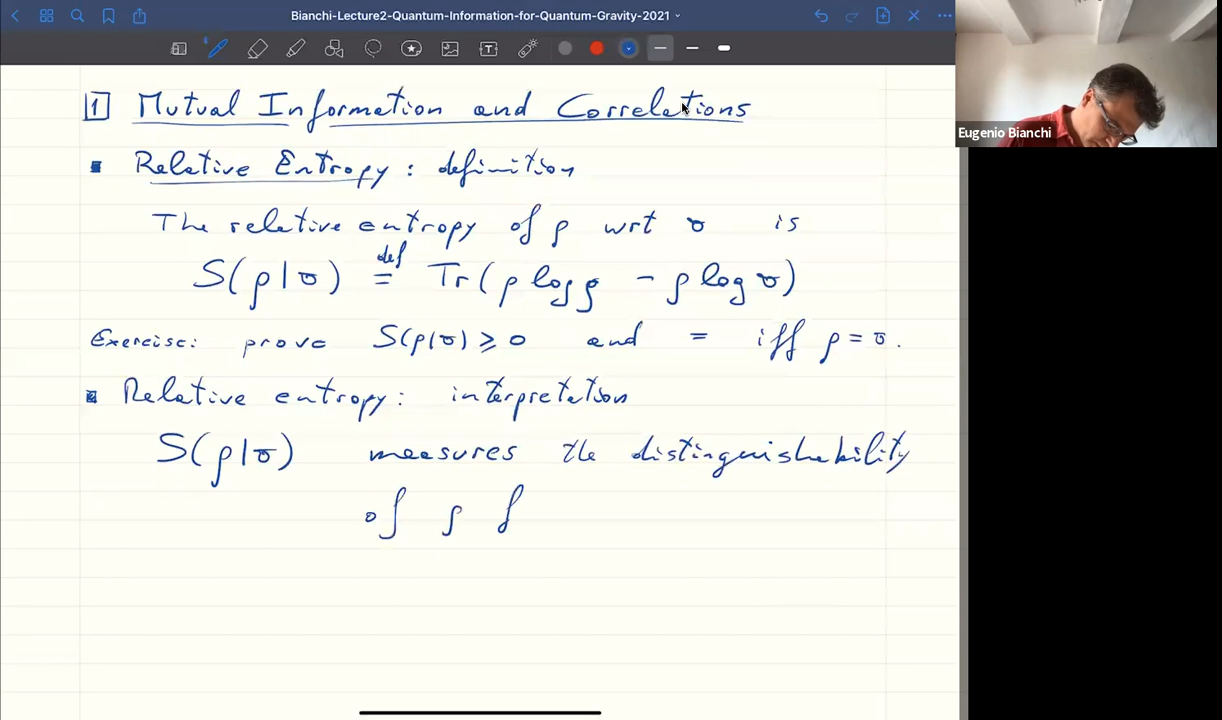 Bianchi-Lecture2-Quantum-Information-for-Quantum-Gravity-2021
Eugenio Bianchi
1 Mutual Information and Correlations
▪ Relative Entropy: definition
The relative entropy of ρ wrt σ is
S(ρ|σ) def= Tr(ρ log ρ - ρ log σ)
Exercise: prove S(ρ|σ) ⩾ 0 and = iff ρ = σ.
▪ Relative entropy: interpretation
S(ρ|σ) measures the distinguishability
of ρ f